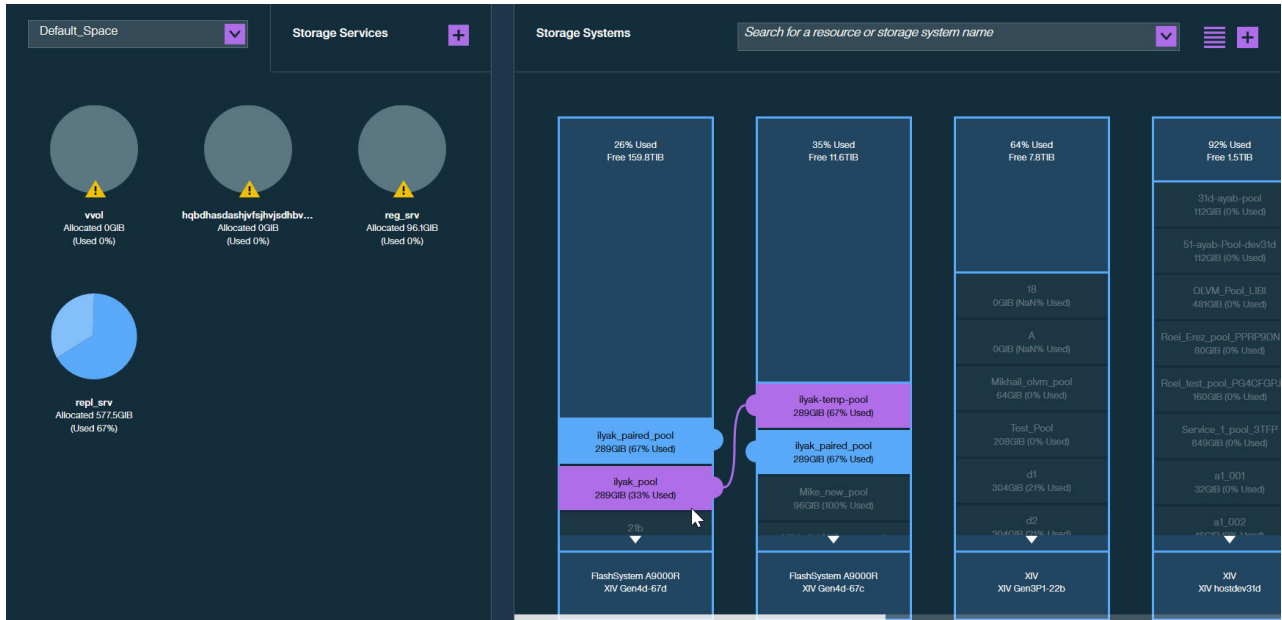 Default_Space
Storage Services
Storage Systems
Search for a resource or storage system name
vvol
Allocated 0GIB
(Used 0%)
hqbdhasdashjvfsjhvjsdhbv...
Allocated 0GIB
(Used 0%)
reg_srv
Allocated 96.1GIB
(Used 0%)
repl_srv
Allocated 577.5GIB
(Used 67%)
26% Used
Free 159.8TIB
ilyak_paired_pool
289GIB (67% Used)
ilyak_pool
289GIB (33% Used)
21b
FlashSystem A9000R
XIV Gen4d-67d
35% Used
Free 11.6TIB
ilyak-temp-pool
289GIB (67% Used)
ilyak_paired_pool
289GIB (67% Used)
Mike_new_pool
96GIB (100% Used)
FlashSystem A9000R
XIV Gen4d-67c
64% Used
Free 7.8TIB
18
0GIB (NaN% Used)
A
0GIB (NaN% Used)
Mikhail_olvm_pool
64GIB (0% Used)
Test_Pool
208GIB (0% Used)
d1
304GIB (21% Used)
d2
304GIB (21% Used)
XIV
XIV Gen3P1-22b
92% Used
Free 1.5TIB
31d-ayab-pool
112GIB (0% Used)
51-ayab-Pool-dev31d
112GIB (0% Used)
OLVM_Pool_LIBI
481GIB (0% Used)
Roei_Erez_pool_PPRP9DN
80GIB (0% Used)
160GIB (0% Used)
Service_1_pool_3TFP
849GIB (0% Used)
a1_001
32GIB (0% Used)
a1_002
XIV
XIV hostdev31d